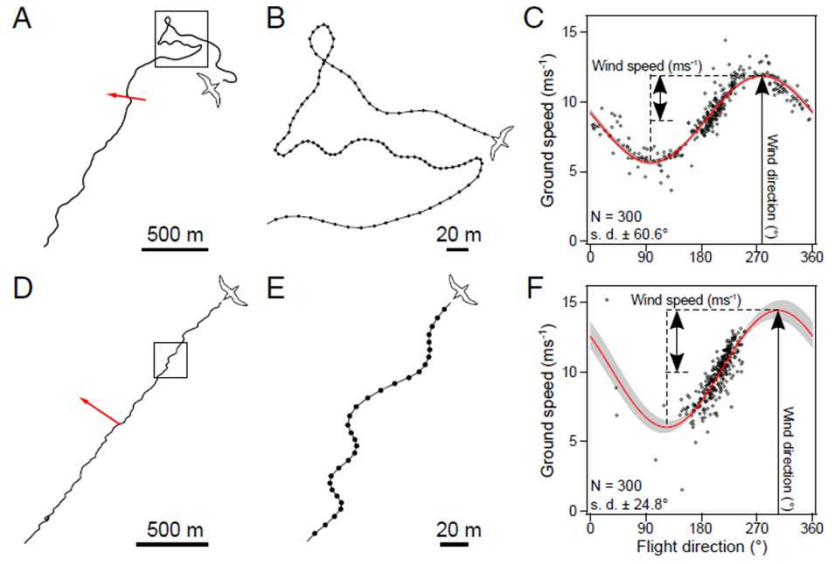 A
500 m
B
20 m
C
15
10
5
0
Ground speed (ms⁻¹)
Wind speed (ms⁻¹)
Wind direction (°)
N = 300
s. d. ± 60.6°
0 90 180 270 360
D
500 m
E
20 m
F
15
10
5
0
Ground speed (ms⁻¹)
Wind speed (ms⁻¹)
Wind direction (°)
N = 300
s. d. ± 24.8°
0 90 180 270 360
Flight direction (°)